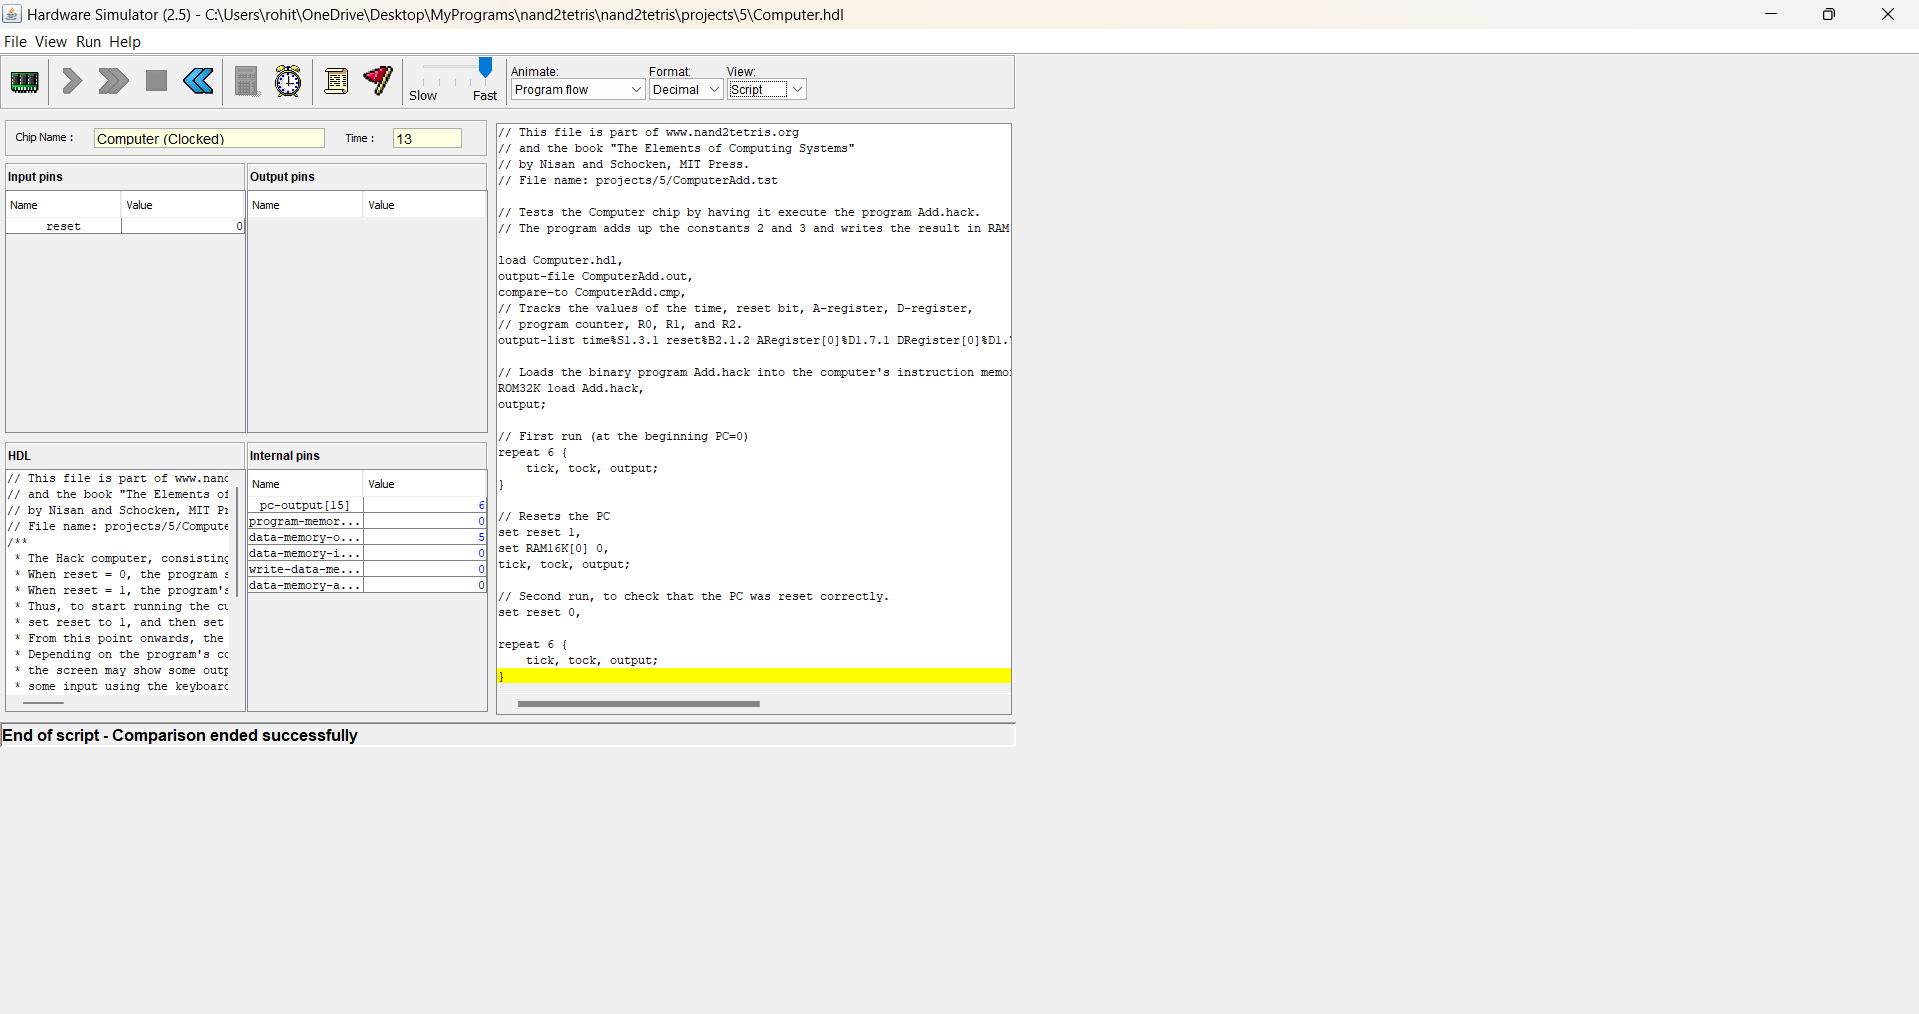 Hardware Simulator (2.5) - C:\Users\rohit\OneDrive\Desktop\MyPrograms\nand2tetris\nand2tetris\projects\5\Computer.hdl
File View Run Help
Slow Fast
Animate: Format: View:
Program flow Decimal Script
Chip Name : Computer (Clocked) Time : 13
Input pins
Name Value
reset 0
Output pins
Name Value
HDL
// This file is part of www.nand
// and the book "The Elements of
// by Nisan and Schocken, MIT Pr
// File name: projects/5/Compute
/**
* The Hack computer, consisting
* When reset = 0, the program s
* When reset = 1, the program's
* Thus, to start running the cu
* set reset to 1, and then set
* From this point onwards, the
* Depending on the program's co
* the screen may show some outp
* some input using the keyboard
Internal pins
Name Value
pc-output[15] 6
program-memor... 0
data-memory-o... 5
data-memory-i... 0
write-data-me... 0
data-memory-a... 0
// This file is part of www.nand2tetris.org
// and the book "The Elements of Computing Systems"
// by Nisan and Schocken, MIT Press.
// File name: projects/5/ComputerAdd.tst
// Tests the Computer chip by having it execute the program Add.hack.
// The program adds up the constants 2 and 3 and writes the result in RAM
load Computer.hdl,
output-file ComputerAdd.out,
compare-to ComputerAdd.cmp,
// Tracks the values of the time, reset bit, A-register, D-register,
// program counter, R0, R1, and R2.
output-list time%S1.3.1 reset%B2.1.2 ARegister[0]%D1.7.1 DRegister[0]%D1.
// Loads the binary program Add.hack into the computer's instruction memo
ROM32K load Add.hack,
output;
// First run (at the beginning PC=0)
repeat 6 {
tick, tock, output;
}
// Resets the PC
set reset 1,
set RAM16K[0] 0,
tick, tock, output;
// Second run, to check that the PC was reset correctly.
set reset 0,
repeat 6 {
tick, tock, output;
}
End of script - Comparison ended successfully